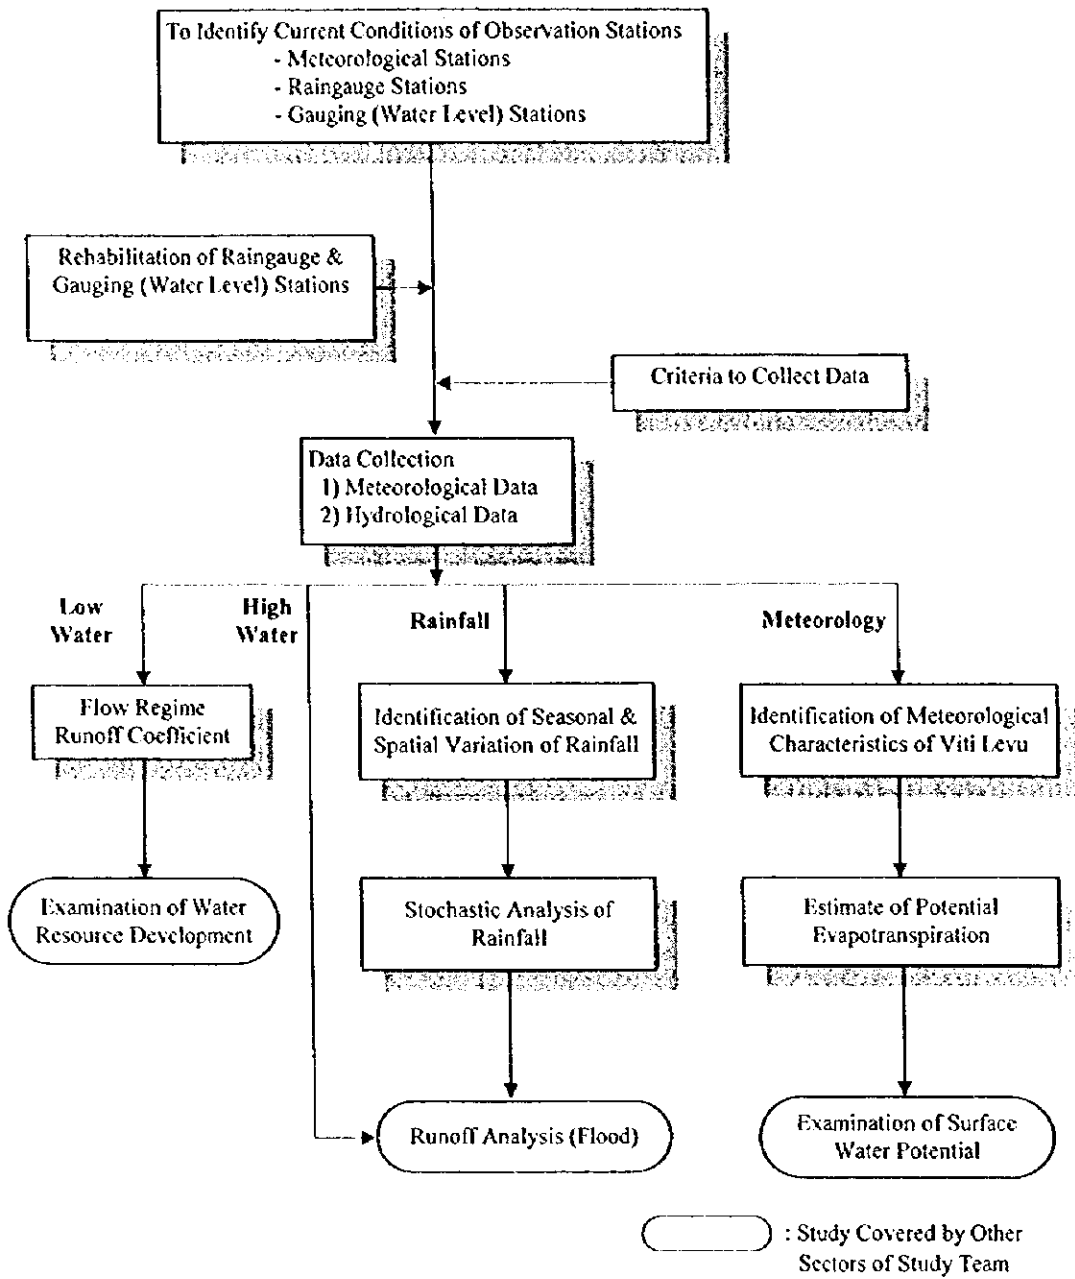 To Identify Current Conditions of Observation Stations
- Meteorological Stations
- Raingauge Stations
- Gauging (Water Level) Stations
Rehabilitation of Raingauge &
Gauging (Water Level) Stations
Criteria to Collect Data
Data Collection
1) Meteorological Data
2) Hydrological Data
Low
Water
High
Water
Rainfall
Meteorology
Flow Regime
Runoff Coefficient
Identification of Seasonal &
Spatial Variation of Rainfall
Identification of Meteorological
Characteristics of Viti Levu
Examination of Water
Resource Development
Stochastic Analysis of
Rainfall
Estimate of Potential
Evapotranspiration
Runoff Analysis (Flood)
Examination of Surface
Water Potential
: Study Covered by Other
Sectors of Study Team